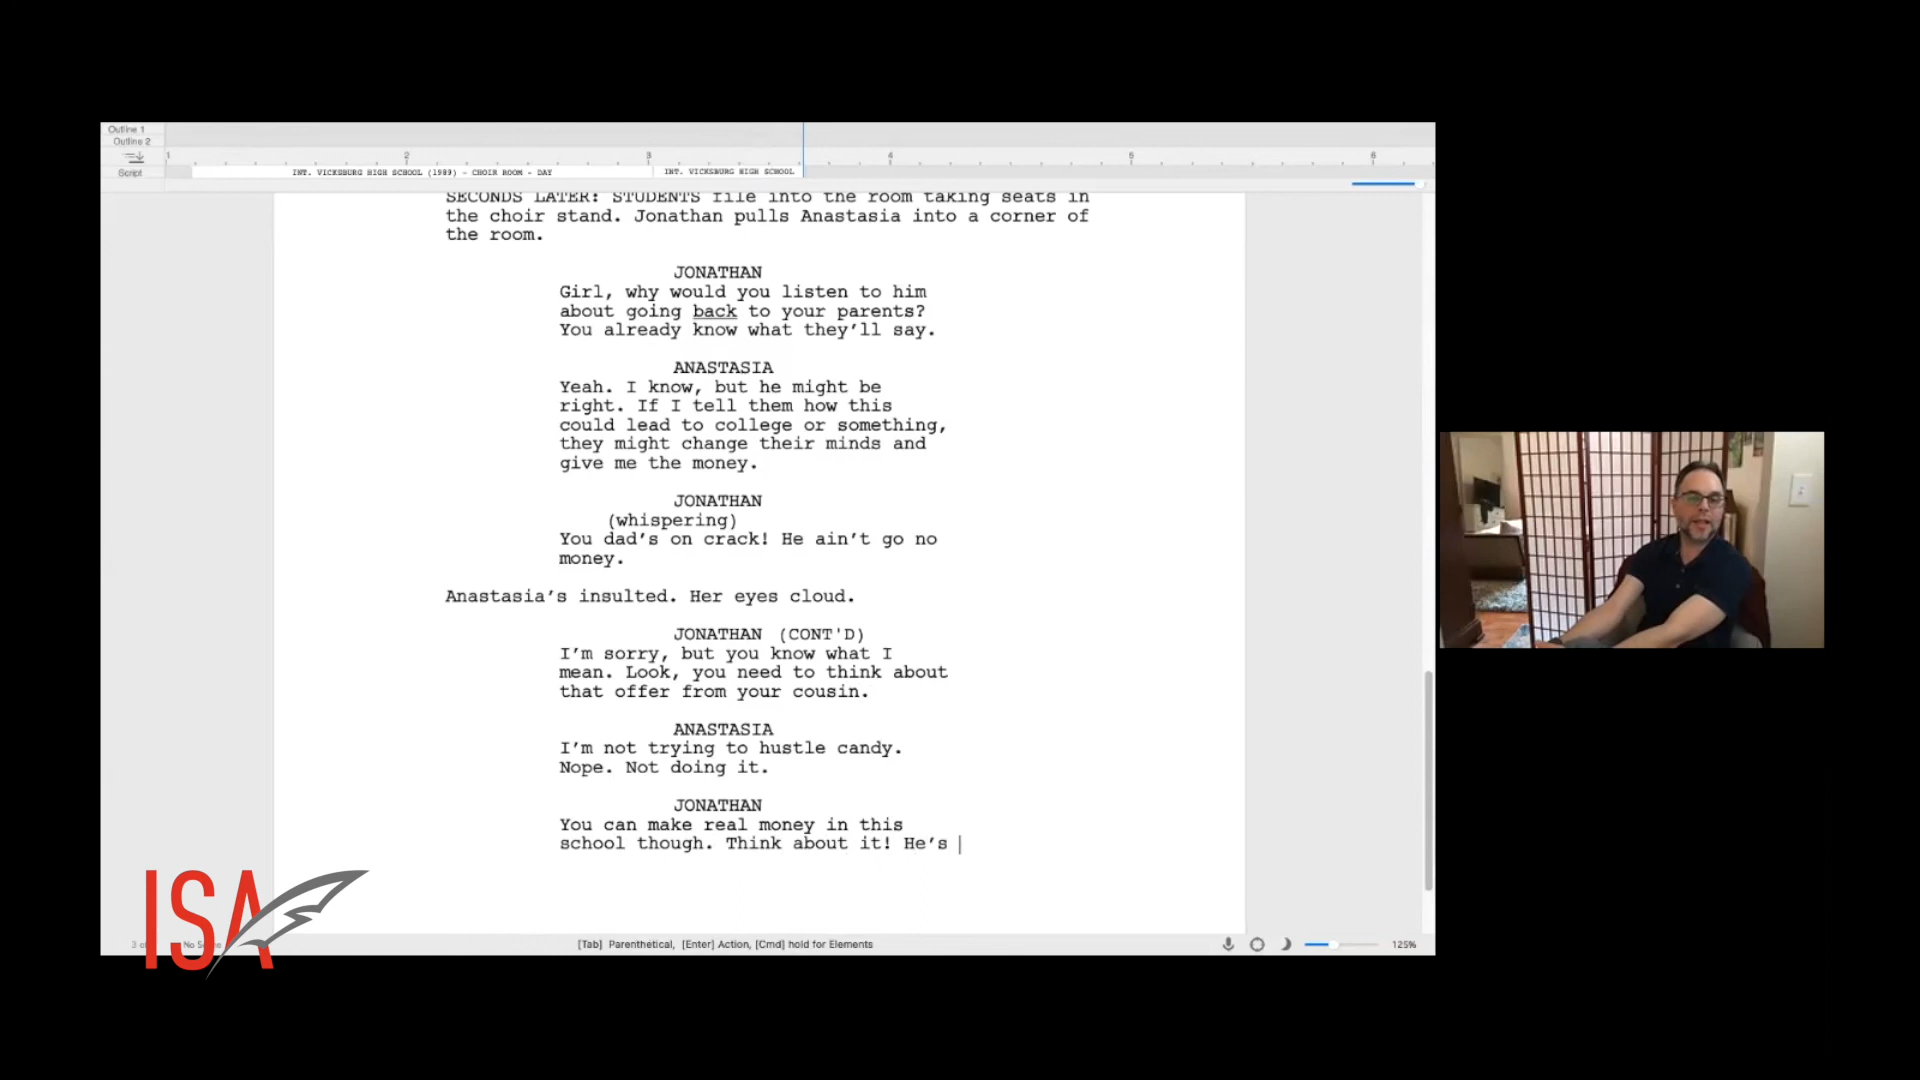 Outline 1
Outline 2
1 2 3 4 5 6
Script INT. VICKSBURG HIGH SCHOOL (1989) - CHOIR ROOM - DAY INT. VICKSBURG HIGH SCHOOL
SECONDS LATER: STUDENTS file into the room taking seats in
the choir stand. Jonathan pulls Anastasia into a corner of
the room.
JONATHAN
Girl, why would you listen to him
about going back to your parents?
You already know what they’ll say.
ANASTASIA
Yeah. I know, but he might be
right. If I tell them how this
could lead to college or something,
they might change their minds and
give me the money.
JONATHAN
(whispering)
You dad’s on crack! He ain’t go no
money.
Anastasia’s insulted. Her eyes cloud.
JONATHAN (CONT'D)
I’m sorry, but you know what I
mean. Look, you need to think about
that offer from your cousin.
ANASTASIA
I’m not trying to hustle candy.
Nope. Not doing it.
JONATHAN
You can make real money in this
school though. Think about it! He’s
ISA
[Tab] Parenthetical, [Enter] Action, [Cmd] hold for Elements
125%